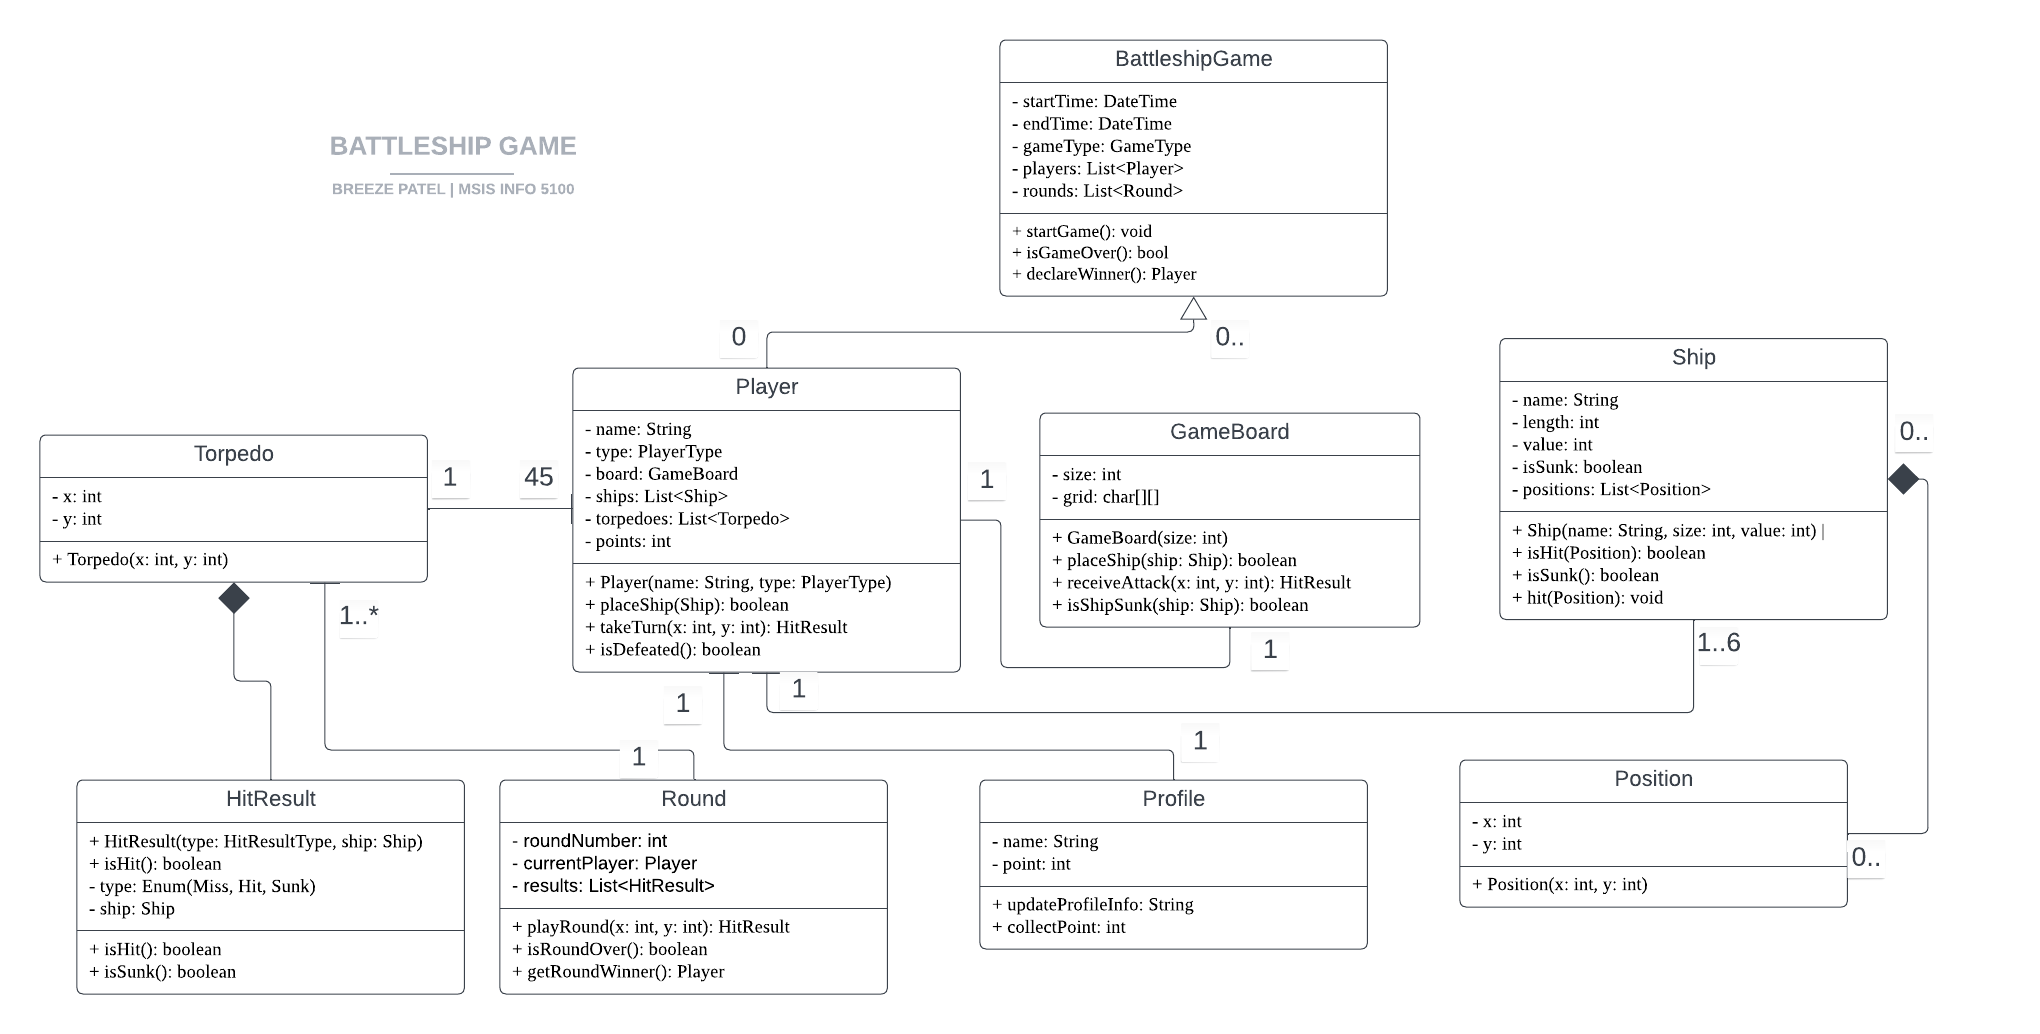 BATTLESHIP GAME
BREEZE PATEL | MSIS INFO 5100
BattleshipGame
- startTime: DateTime
- endTime: DateTime
- gameType: GameType
- players: List<Player>
- rounds: List<Round>
+ startGame(): void
+ isGameOver(): bool
+ declareWinner(): Player
0
0..
Torpedo
- x: int
- y: int
+ Torpedo(x: int, y: int)
1
45
1..*
Player
- name: String
- type: PlayerType
- board: GameBoard
- ships: List<Ship>
- torpedoes: List<Torpedo>
- points: int
+ Player(name: String, type: PlayerType)
+ placeShip(Ship): boolean
+ takeTurn(x: int, y: int): HitResult
+ isDefeated(): boolean
1
1
1
GameBoard
- size: int
- grid: char[][]
+ GameBoard(size: int)
+ placeShip(ship: Ship): boolean
+ receiveAttack(x: int, y: int): HitResult
+ isShipSunk(ship: Ship): boolean
1
Ship
- name: String
- length: int
- value: int
- isSunk: boolean
- positions: List<Position>
+ Ship(name: String, size: int, value: int) |
+ isHit(Position): boolean
+ isSunk(): boolean
+ hit(Position): void
0..
1..6
HitResult
+ HitResult(type: HitResultType, ship: Ship)
+ isHit(): boolean
- type: Enum(Miss, Hit, Sunk)
- ship: Ship
+ isHit(): boolean
+ isSunk(): boolean
1
Round
- roundNumber: int
- currentPlayer: Player
- results: List<HitResult>
+ playRound(x: int, y: int): HitResult
+ isRoundOver(): boolean
+ getRoundWinner(): Player
1
Profile
- name: String
- point: int
+ updateProfileInfo: String
+ collectPoint: int
Position
- x: int
- y: int
+ Position(x: int, y: int)
0..